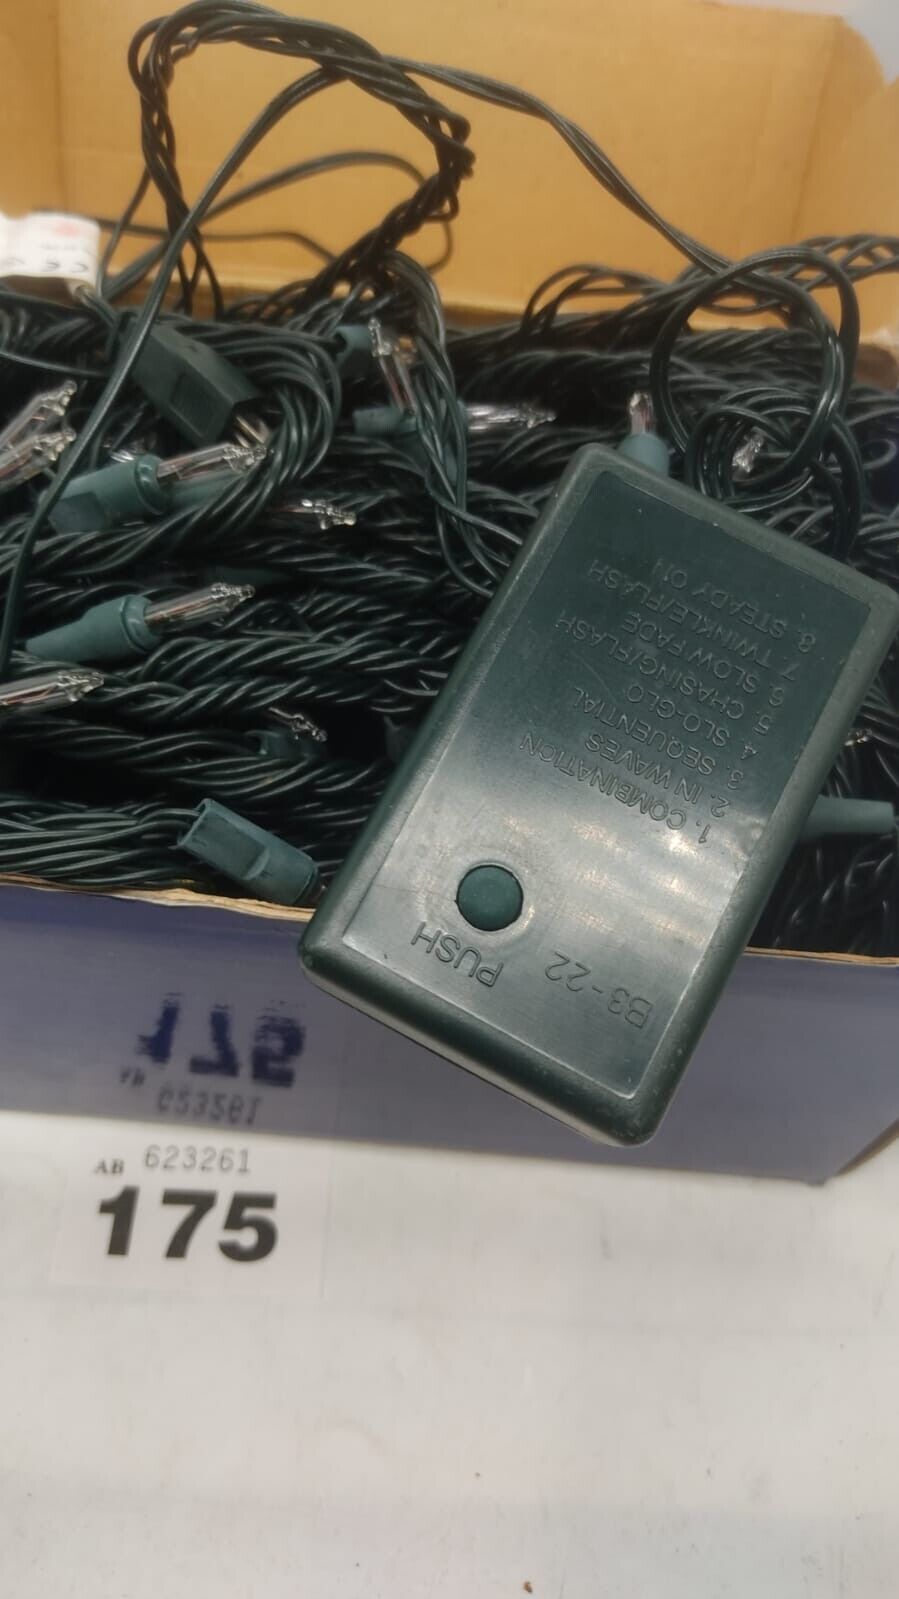 1. COMBINATION
2. IN WAVES
3. SEQUENTIAL
4. SLO-GLO
5. CHASING/FLASH
6. SLOW FADE
7. TWINKLE/FLASH
8. STEADY ON
PUSH
B3-22
AB 623261
175